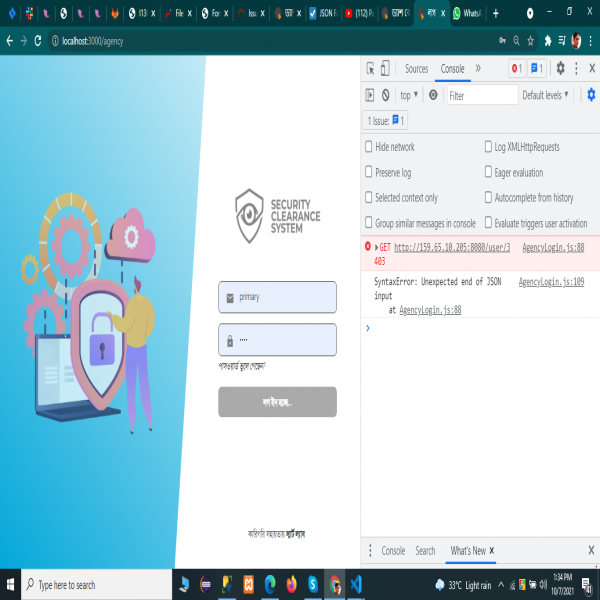 I13
File
For
Iss
JSON F
(112) P
লগ
WhatsA
localhost:3000/agency
Sources
Console
1
1
top
Filter
Default levels
1 Issue: 1
Hide network
Log XMLHttpRequests
Preserve log
Eager evaluation
Selected context only
Autocomplete from history
Group similar messages in console
Evaluate triggers user activation
GET http://159.65.10.205:8080/user/3 AgencyLogin.js:88
403
SyntaxError: Unexpected end of JSON AgencyLogin.js:109
input
at AgencyLogin.js:88
SECURITY
CLEARANCE
SYSTEM
primary
পাসওয়ার্ড ভুলে গেছেন?
লগ ইন হচ্ছে...
কারিগরি সহায়তায় স্মার্ট ল্যাব
Console
Search
What's New
Type here to search
33°C Light rain
1:34 PM
10/7/2021